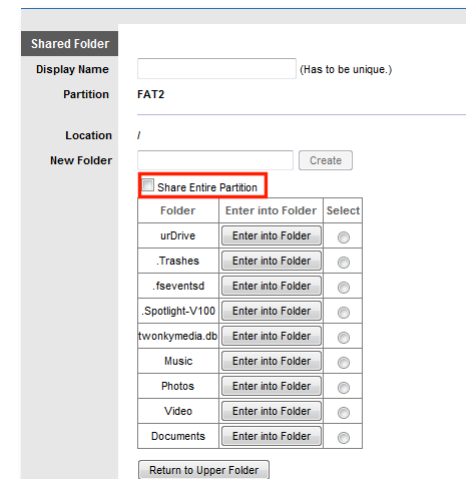 Shared Folder
Display Name (Has to be unique.)
Partition FAT2
Location /
New Folder Create
Share Entire Partition
Folder Enter into Folder Select
urDrive Enter into Folder
.Trashes Enter into Folder
.fseventsd Enter into Folder
.Spotlight-V100 Enter into Folder
twonkymedia.db Enter into Folder
Music Enter into Folder
Photos Enter into Folder
Video Enter into Folder
Documents Enter into Folder
Return to Upper Folder